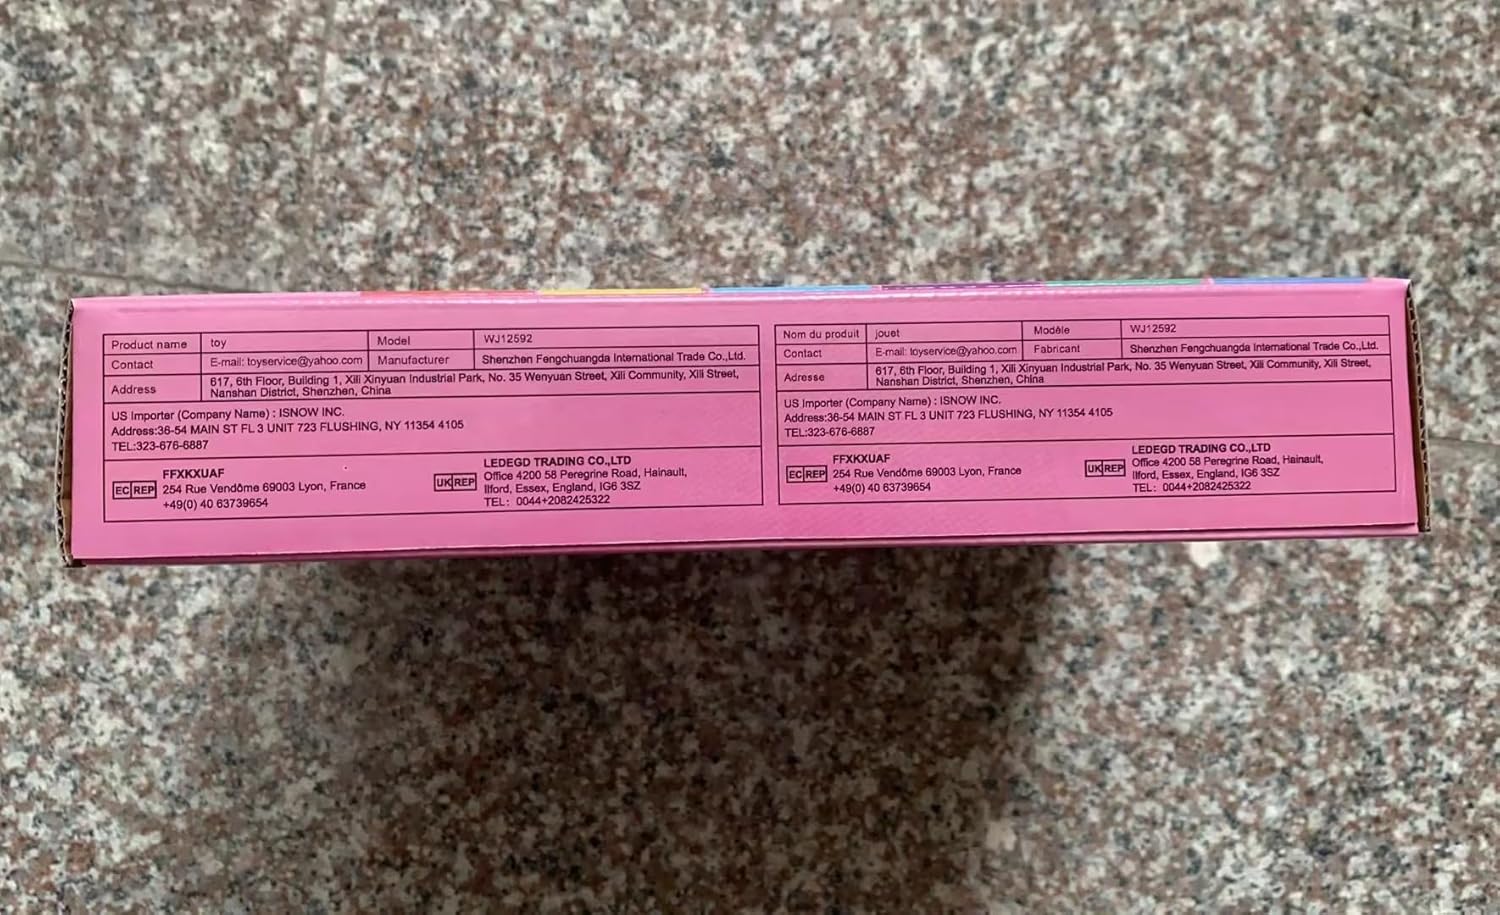 Product name toy Model WJ12592
Contact E-mail: toyservice@yahoo.com Manufacturer Shenzhen Fengchuangda International Trade Co.,Ltd.
Address 617, 6th Floor, Building 1, Xili Xinyuan Industrial Park, No. 35 Wenyuan Street, Xili Community, Xili Street,
Nanshan District, Shenzhen, China
US Importer (Company Name) : ISNOW INC.
Address:36-54 MAIN ST FL 3 UNIT 723 FLUSHING, NY 11354 4105
TEL:323-676-6887
EC REP
FFXKXUAF
254 Rue Vendôme 69003 Lyon, France
+49(0) 40 63739654
UK REP
LEDEGD TRADING CO.,LTD
Office 4200 58 Peregrine Road, Hainault,
Ilford, Essex, England, IG6 3SZ
TEL: 0044+2082425322
Nom du produit jouet Modèle WJ12592
Contact E-mail: toyservice@yahoo.com Fabricant Shenzhen Fengchuangda International Trade Co.,Ltd.
Adresse 617, 6th Floor, Building 1, Xili Xinyuan Industrial Park, No. 35 Wenyuan Street, Xili Community, Xili Street,
Nanshan District, Shenzhen, China
US Importer (Company Name) : ISNOW INC.
Address:36-54 MAIN ST FL 3 UNIT 723 FLUSHING, NY 11354 4105
TEL:323-676-6887
EC REP
FFXKXUAF
254 Rue Vendôme 69003 Lyon, France
+49(0) 40 63739654
UK REP
LEDEGD TRADING CO.,LTD
Office 4200 58 Peregrine Road, Hainault,
Ilford, Essex, England, IG6 3SZ
TEL: 0044+2082425322